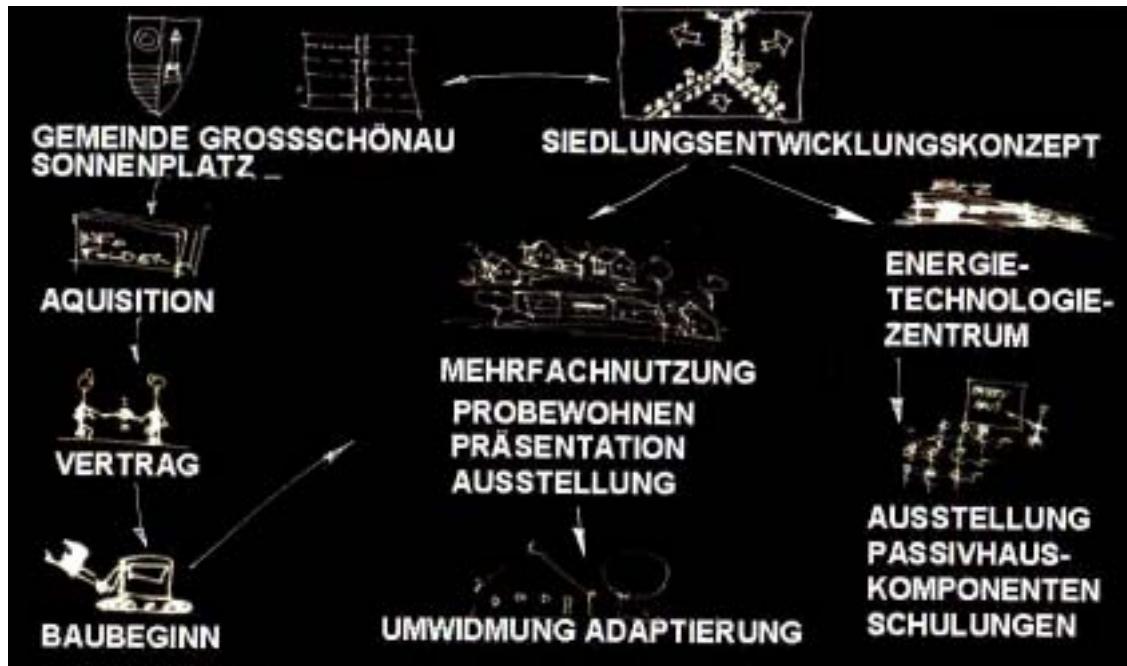 GEMEINDE GROSSSCHÖNAU
SONNENPLATZ _
AQUISITION
VERTRAG
BAUBEGINN
SIEDLUNGSENTWICKLUNGSKONZEPT
MEHRFACHNUTZUNG
PROBEWOHNEN
PRÄSENTATION
AUSSTELLUNG
UMWIDMUNG ADAPTIERUNG
ENERGIE-
TECHNOLOGIE-
ZENTRUM
AUSSTELLUNG
PASSIVHAUS-
KOMPONENTEN
SCHULUNGEN